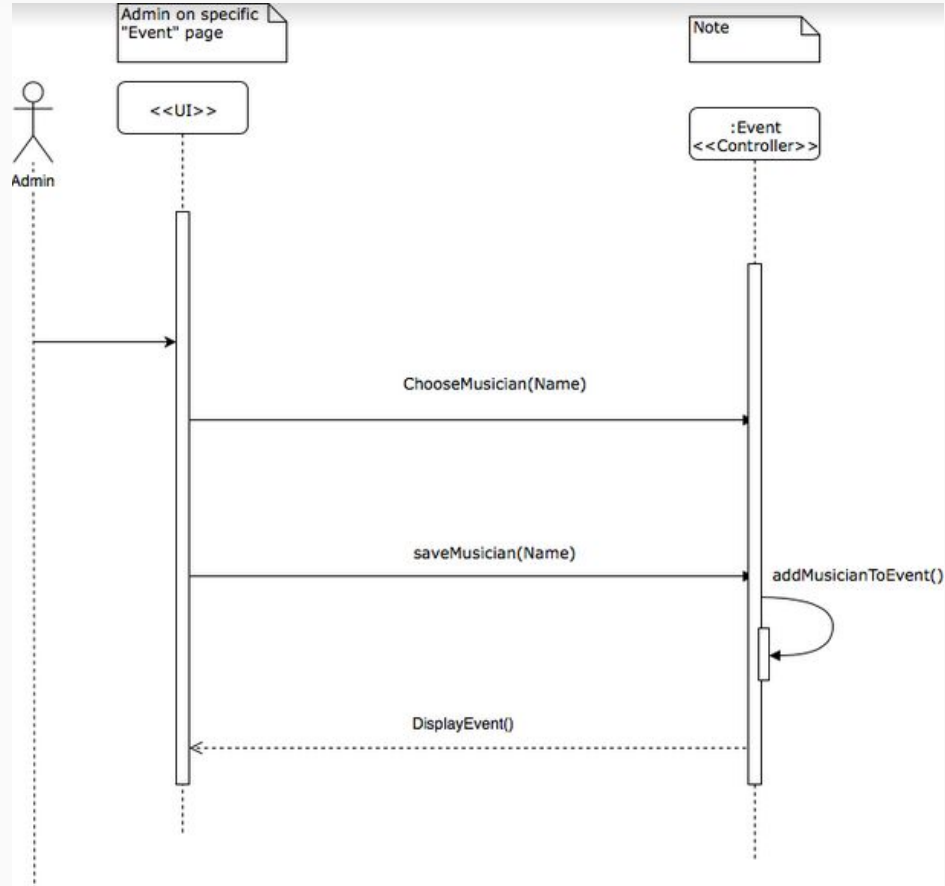 Admin on specific
"Event" page
Note
<<UI>>
:Event
<<Controller>>
Admin
ChooseMusician(Name)
saveMusician(Name)
addMusicianToEvent()
DisplayEvent()